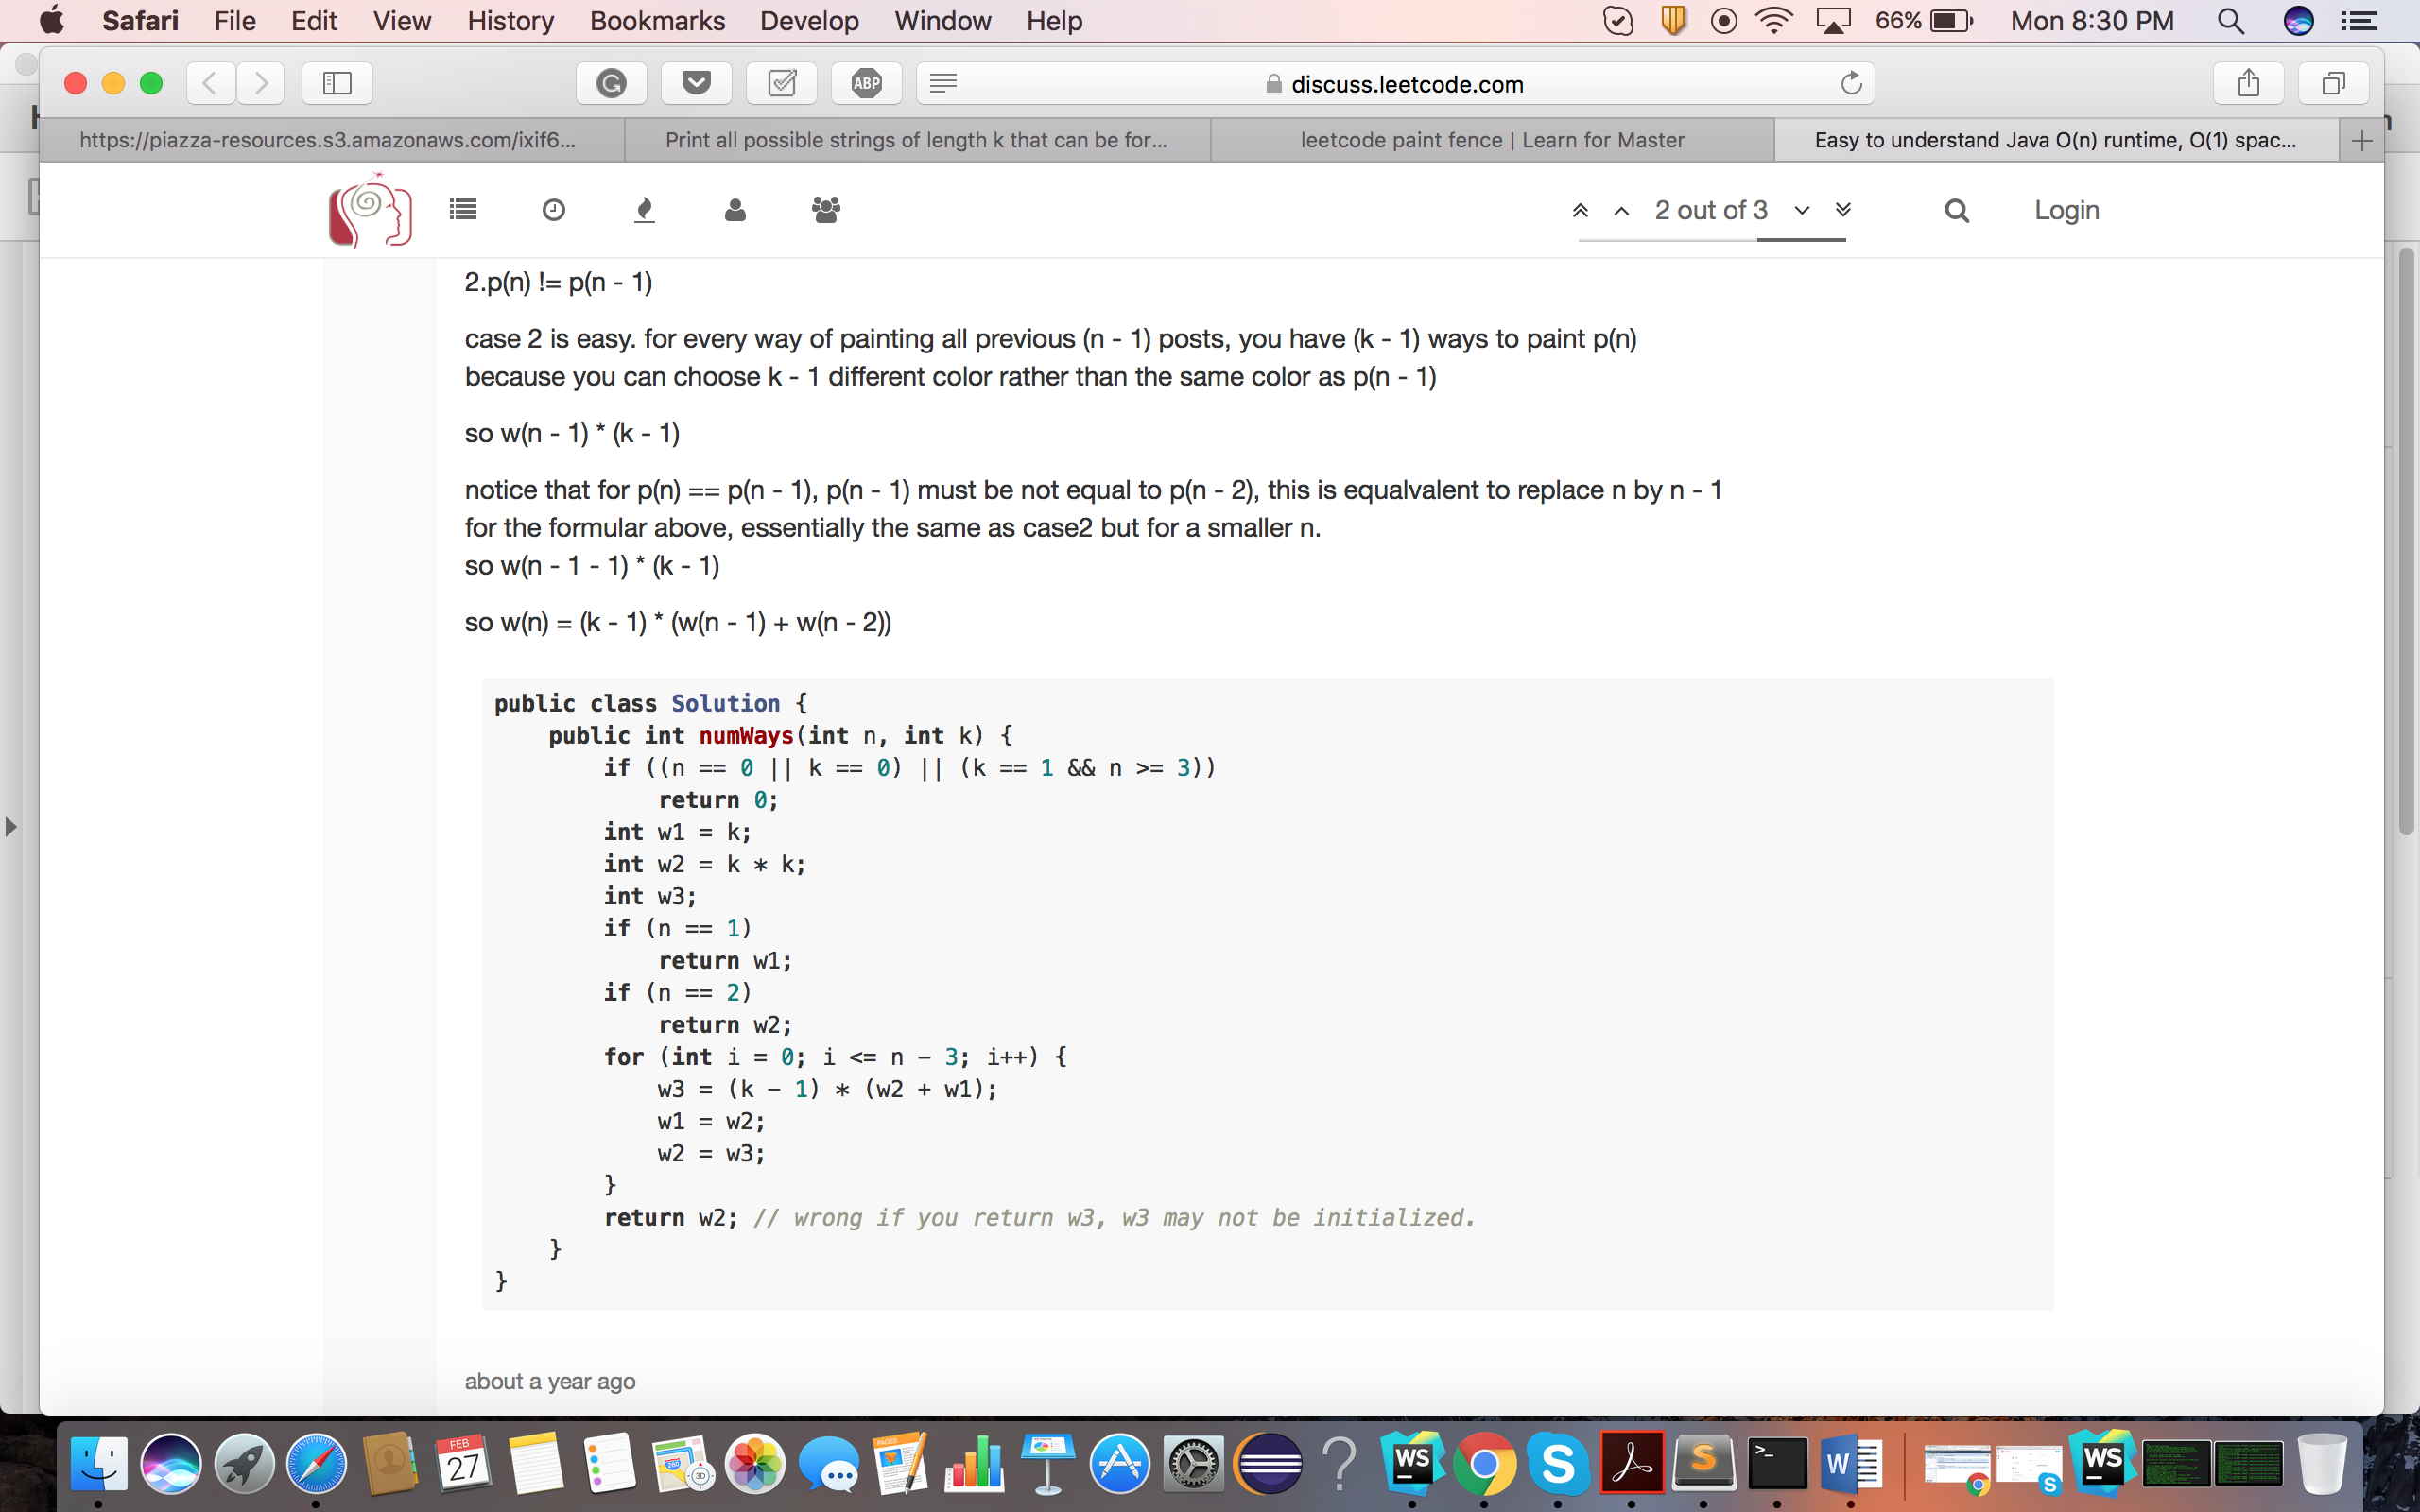 Safari File Edit View History Bookmarks Develop Window Help 66% Mon 8:30 PM
ABP discuss.leetcode.com
https://piazza-resources.s3.amazonaws.com/ixif6... Print all possible strings of length k that can be for... leetcode paint fence | Learn for Master Easy to understand Java O(n) runtime, O(1) spac...
2 out of 3 Login
2.p(n) != p(n - 1)
case 2 is easy. for every way of painting all previous (n - 1) posts, you have (k - 1) ways to paint p(n)
because you can choose k - 1 different color rather than the same color as p(n - 1)
so w(n - 1) * (k - 1)
notice that for p(n) == p(n - 1), p(n - 1) must be not equal to p(n - 2), this is equalvalent to replace n by n - 1
for the formular above, essentially the same as case2 but for a smaller n.
so w(n - 1 - 1) * (k - 1)
so w(n) = (k - 1) * (w(n - 1) + w(n - 2))
public class Solution {
public int numWays(int n, int k) {
if ((n == 0 || k == 0) || (k == 1 && n >= 3))
return 0;
int w1 = k;
int w2 = k * k;
int w3;
if (n == 1)
return w1;
if (n == 2)
return w2;
for (int i = 0; i <= n - 3; i++) {
w3 = (k - 1) * (w2 + w1);
w1 = w2;
w2 = w3;
}
return w2; // wrong if you return w3, w3 may not be initialized.
}
}
about a year ago
FEB
27
PAGES
3D
280
WS
S
S
>_
W
S
WS